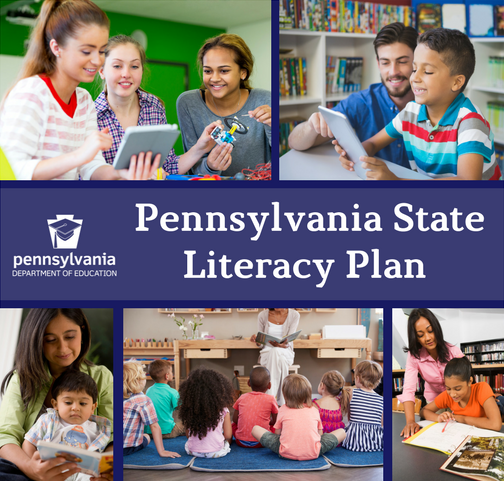 Pennsylvania State
Literacy Plan
pennsylvania
DEPARTMENT OF EDUCATION